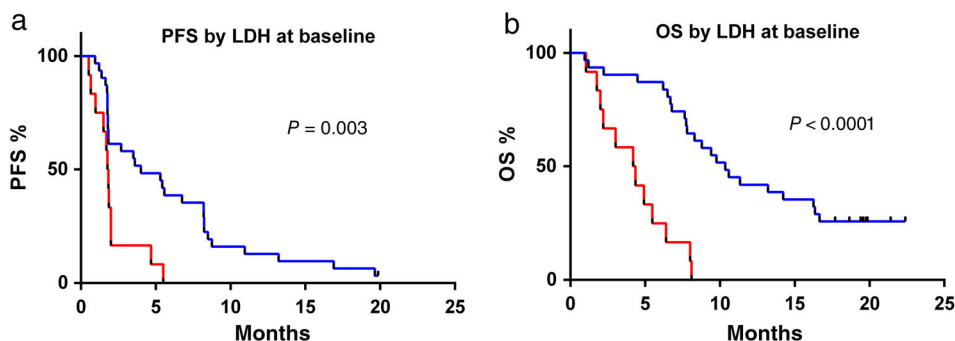 a
PFS by LDH at baseline
100
50
0
PFS %
P = 0.003
0 5 10 15 20 25
Months
b
OS by LDH at baseline
100
50
0
OS %
P < 0.0001
0 5 10 15 20 25
Months